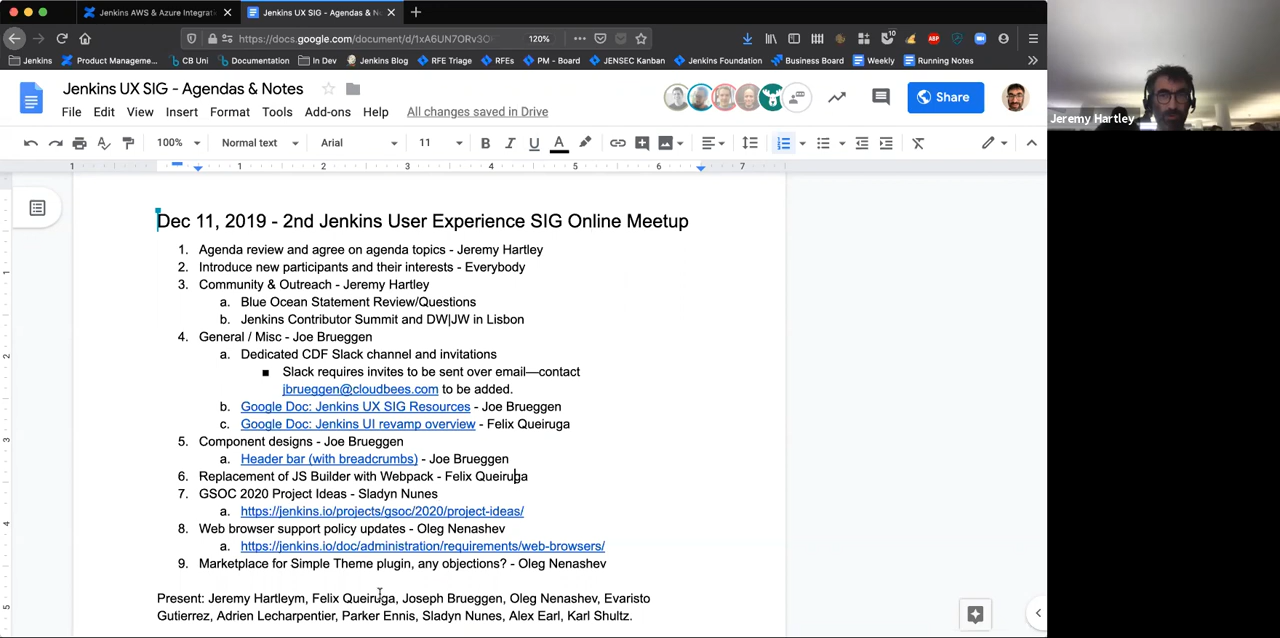 Jenkins AWS & Azure Integrat
Jenkins UX SIG - Agendas & N
https://docs.google.com/document/d/1xA6UN7ORv3OF
120%
Jenkins
Product Manageme...
CB Uni
Documentation
In Dev
Jenkins Blog
RFE Triage
RFEs
PM - Board
JENSEC Kanban
Jenkins Foundation
Business Board
Weekly
Running Notes
Jenkins UX SIG - Agendas & Notes
File Edit View Insert Format Tools Add-ons Help All changes saved in Drive
Share
100% Normal text Arial 11
Jeremy Hartley
Dec 11, 2019 - 2nd Jenkins User Experience SIG Online Meetup
1. Agenda review and agree on agenda topics - Jeremy Hartley
2. Introduce new participants and their interests - Everybody
3. Community & Outreach - Jeremy Hartley
a. Blue Ocean Statement Review/Questions
b. Jenkins Contributor Summit and DW|JW in Lisbon
4. General / Misc - Joe Brueggen
a. Dedicated CDF Slack channel and invitations
■ Slack requires invites to be sent over email—contact
jbrueggen@cloudbees.com to be added.
b. Google Doc: Jenkins UX SIG Resources - Joe Brueggen
c. Google Doc: Jenkins UI revamp overview - Felix Queiruga
5. Component designs - Joe Brueggen
a. Header bar (with breadcrumbs) - Joe Brueggen
6. Replacement of JS Builder with Webpack - Felix Queiruga
7. GSOC 2020 Project Ideas - Sladyn Nunes
a. https://jenkins.io/projects/gsoc/2020/project-ideas/
8. Web browser support policy updates - Oleg Nenashev
a. https://jenkins.io/doc/administration/requirements/web-browsers/
9. Marketplace for Simple Theme plugin, any objections? - Oleg Nenashev
Present: Jeremy Hartleym, Felix Queiruga, Joseph Brueggen, Oleg Nenashev, Evaristo
Gutierrez, Adrien Lecharpentier, Parker Ennis, Sladyn Nunes, Alex Earl, Karl Shultz.